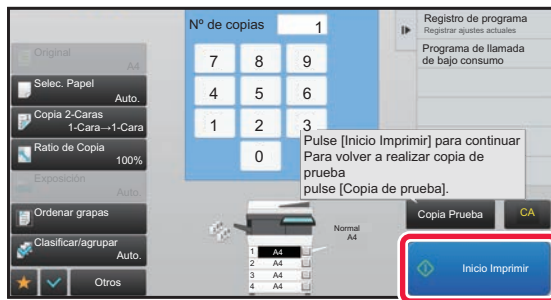 Nº de copias
1
Registro de programa
Registrar ajustes actuales
Programa de llamada
de bajo consumo
Original
A4
Selec. Papel
Auto.
Copia 2-Caras
1-Cara→1-Cara
Ratio de Copia
100%
Exposición
Auto.
Ordenar grapas
Clasificar/agrupar
Auto.
Otros
7
8
9
4
5
6
1
2
3
0
Pulse [Inicio Imprimir] para continuar
Para volver a realizar copia de
prueba
pulse [Copia de prueba].
Normal
A4
1 A4
2 A4
3 A4
4 A4
Copia Prueba
CA
Inicio Imprimir